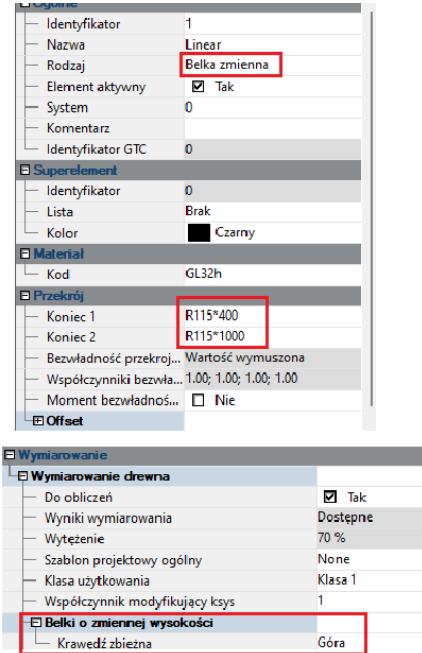 Ogólne
Identyfikator 1
Nazwa Linear
Rodzaj Belka zmienna
Element aktywny Tak
System 0
Komentarz
Identyfikator GTC 0
Superelement
Identyfikator 0
Lista Brak
Kolor Czarny
Materiał
Kod GL32h
Przekrój
Koniec 1 R115*400
Koniec 2 R115*1000
Bezwładność przekroj... Wartość wymuszona
Współczynniki bezwła... 1.00; 1.00; 1.00; 1.00
Moment bezwładnoś... Nie
Offset
Wymiarowanie
Wymiarowanie drewna
Do obliczeń Tak
Wyniki wymiarowania Dostępne
Wytężenie 70 %
Szablon projektowy ogólny None
Klasa użytkowania Klasa 1
Współczynnik modyfikujący ksys 1
Belki o zmiennej wysokości
Krawędź zbieżna Góra